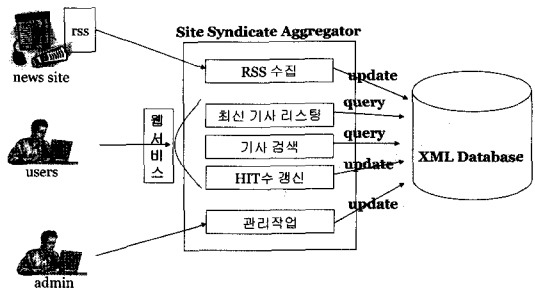 Site Syndicate Aggregator
rss
news site
RSS 수집
update
최신 기사 리스팅
query
웹서비스
기사 검색
query
users
HIT수 갱신
update
XML Database
관리작업
update
admin